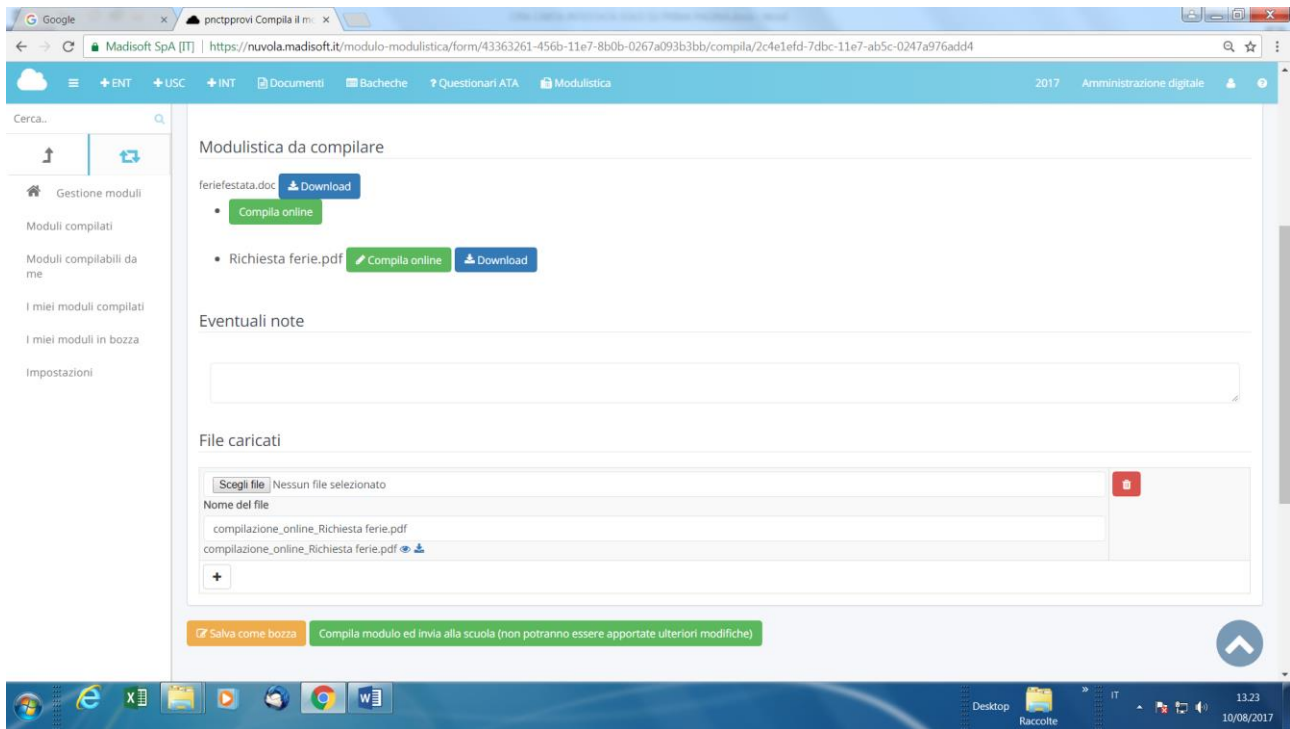 Google
pnctpprovi Compila il mo
Madisoft SpA [IT] | https://nuvola.madisoft.it/modulo-modulistica/form/43363261-456b-11e7-8b0b-0267a093b3bb/compila/2c4e1efd-7dbc-11e7-ab5c-0247a976add4
+ENT +USC +INT Documenti Bacheche ? Questionari ATA Modulistica 2017 Amministrazione digitale
Cerca..
Gestione moduli
Moduli compilati
Moduli compilabili da
me
I miei moduli compilati
I miei moduli in bozza
Impostazioni
Modulistica da compilare
feriefestata.doc Download
• Compila online
• Richiesta ferie.pdf Compila online Download
Eventuali note
File caricati
Scegli file Nessun file selezionato
Nome del file
compilazione_online_Richiesta ferie.pdf
compilazione_online_Richiesta ferie.pdf
+
Salva come bozza Compila modulo ed invia alla scuola (non potranno essere apportate ulteriori modifiche)
Desktop
Raccolte
»
IT
13.23
10/08/2017